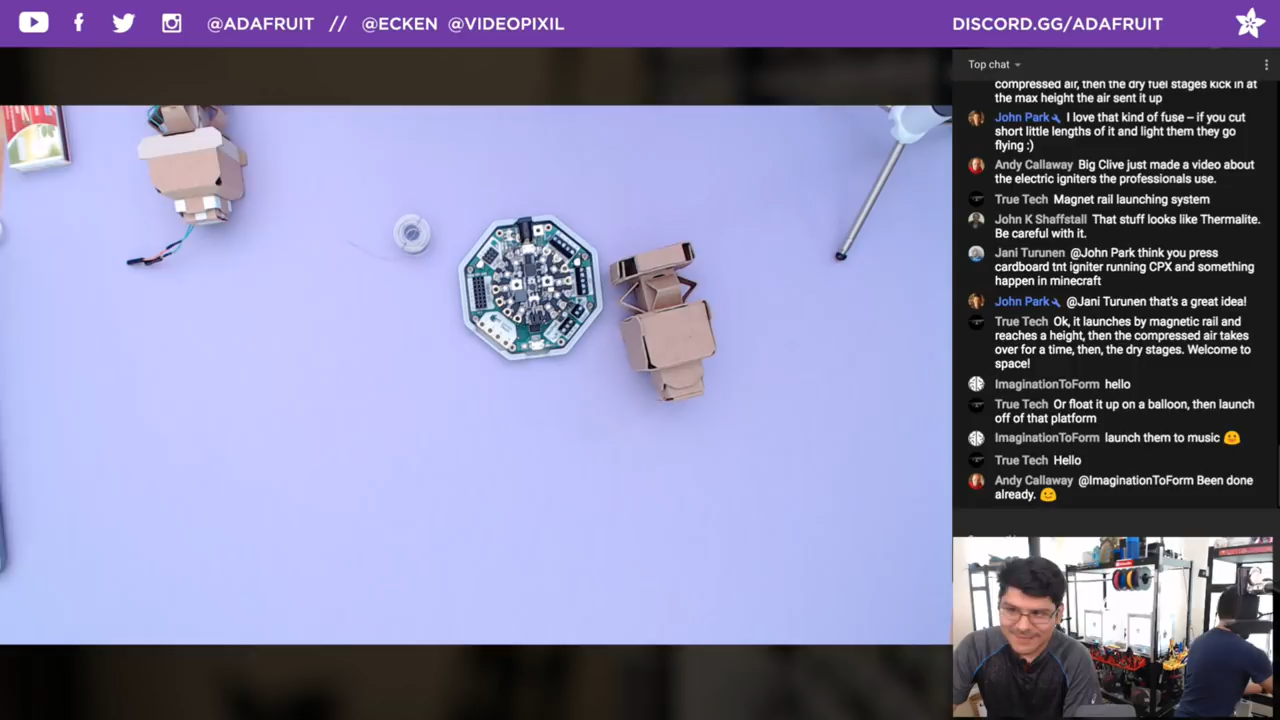 @ADAFRUIT // @ECKEN @VIDEOPIXIL
DISCORD.GG/ADAFRUIT
Top chat
compressed air, then the dry fuel stages kick in at
the max height the air sent it up
John Park I love that kind of fuse – if you cut
short little lengths of it and light them they go
flying :)
Andy Callaway Big Clive just made a video about
the electric igniters the professionals use.
True Tech Magnet rail launching system
John K Shaffstall That stuff looks like Thermalite.
Be careful with it.
Jani Turunen @John Park think you press
cardboard tnt igniter running CPX and something
happen in minecraft
John Park @Jani Turunen that's a great idea!
True Tech Ok, it launches by magnetic rail and
reaches a height, then the compressed air takes
over for a time, then, the dry stages. Welcome to
space!
ImaginationToForm hello
True Tech Or float it up on a balloon, then launch
off of that platform
ImaginationToForm launch them to music
True Tech Hello
Andy Callaway @ImaginationToForm Been done
already.